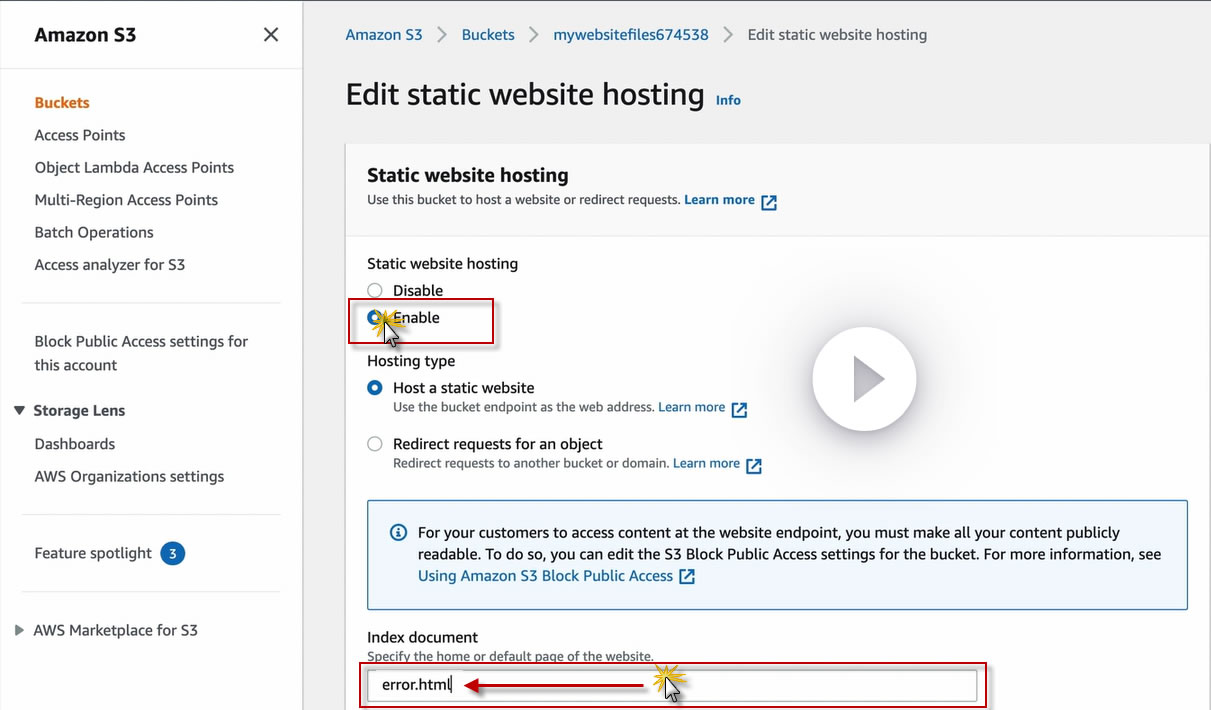 Amazon S3
Buckets
Access Points
Object Lambda Access Points
Multi-Region Access Points
Batch Operations
Access analyzer for S3
Block Public Access settings for
this account
Storage Lens
Dashboards
AWS Organizations settings
Feature spotlight 3
AWS Marketplace for S3
Amazon S3 > Buckets > mywebsitefiles674538 > Edit static website hosting
Edit static website hosting Info
Static website hosting
Use this bucket to host a website or redirect requests. Learn more
Static website hosting
Disable
Enable
Hosting type
Host a static website
Use the bucket endpoint as the web address. Learn more
Redirect requests for an object
Redirect requests to another bucket or domain. Learn more
For your customers to access content at the website endpoint, you must make all your content publicly
readable. To do so, you can edit the S3 Block Public Access settings for the bucket. For more information, see
Using Amazon S3 Block Public Access
Index document
Specify the home or default page of the website.
error.html